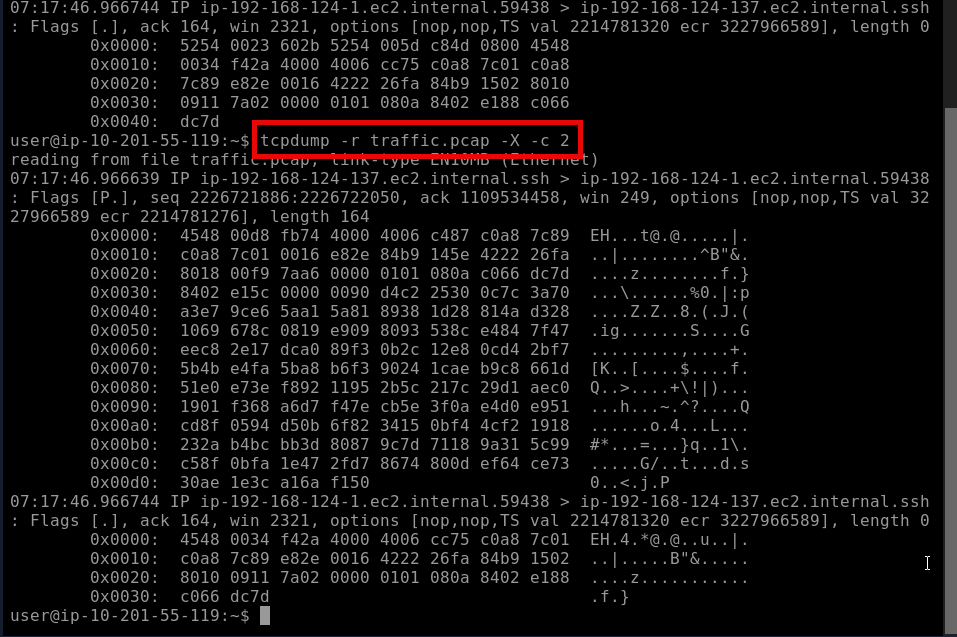 07:17:46.966744 IP ip-192-168-124-1.ec2.internal.59438 > ip-192-168-124-137.ec2.internal.ssh
: Flags [.], ack 164, win 2321, options [nop,nop,TS val 2214781320 ecr 3227966589], length 0
        0x0000:  5254 0023 602b 5254 005d c84d 0800 4548
        0x0010:  0034 f42a 4000 4006 cc75 c0a8 7c01 c0a8
        0x0020:  7c89 e82e 0016 4222 26fa 84b9 1502 8010
        0x0030:  0911 7a02 0000 0101 080a 8402 e188 c066
        0x0040:  dc7d
user@ip-10-201-55-119:~$ tcpdump -r traffic.pcap -X -c 2
reading from file traffic.pcap, link-type EN10MB (Ethernet)
07:17:46.966639 IP ip-192-168-124-137.ec2.internal.ssh > ip-192-168-124-1.ec2.internal.59438
: Flags [P.], seq 2226721886:2226722050, ack 1109534458, win 249, options [nop,nop,TS val 32
27966589 ecr 2214781276], length 164
        0x0000:  4548 00d8 fb74 4000 4006 c487 c0a8 7c89  EH...t@.@.....|.
        0x0010:  c0a8 7c01 0016 e82e 84b9 145e 4222 26fa  ..|........^B"&.
        0x0020:  8018 00f9 7aa6 0000 0101 080a c066 dc7d  ....z........f.}
        0x0030:  8402 e15c 0000 0090 d4c2 2530 0c7c 3a70  ...\......%0.|:p
        0x0040:  a3e7 9ce6 5aa1 5a81 8938 1d28 814a d328  ....Z.Z..8.(.J.(
        0x0050:  1069 678c 0819 e909 8093 538c e484 7f47  .ig.......S....G
        0x0060:  eec8 2e17 dca0 89f3 0b2c 12e8 0cd4 2bf7  .........,....+.
        0x0070:  5b4b e4fa 5ba8 b6f3 9024 1cae b9c8 661d  [K..[....$....f.
        0x0080:  51e0 e73e f892 1195 2b5c 217c 29d1 aec0  Q..>....+\!|)...
        0x0090:  1901 f368 a6d7 f47e cb5e 3f0a e4d0 e951  ...h...~.^?....Q
        0x00a0:  cd8f 0594 d50b 6f82 3415 0bf4 4cf2 1918  ......o.4...L...
        0x00b0:  232a b4bc bb3d 8087 9c7d 7118 9a31 5c99  #*...=...}q..1\.
        0x00c0:  c58f 0bfa 1e47 2fd7 8674 800d ef64 ce73  .....G/..t...d.s
        0x00d0:  30ae 1e3c a16a f150                      0..<.j.P
07:17:46.966744 IP ip-192-168-124-1.ec2.internal.59438 > ip-192-168-124-137.ec2.internal.ssh
: Flags [.], ack 164, win 2321, options [nop,nop,TS val 2214781320 ecr 3227966589], length 0
        0x0000:  4548 0034 f42a 4000 4006 cc75 c0a8 7c01  EH.4.*@.@..u..|.
        0x0010:  c0a8 7c89 e82e 0016 4222 26fa 84b9 1502  ..|.....B"&.....
        0x0020:  8010 0911 7a02 0000 0101 080a 8402 e188  ....z...........
        0x0030:  c066 dc7d                                .f.}
user@ip-10-201-55-119:~$